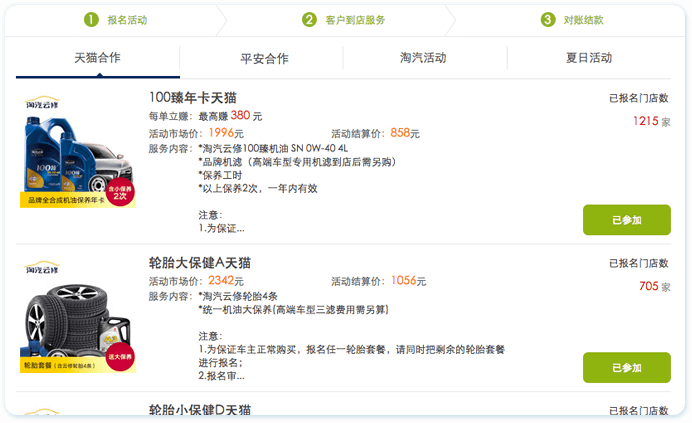 1 报名活动
2 客户到店服务
3 对账结款
天猫合作
平安合作
淘汽活动
夏日活动
淘汽云修
含小保养
2次
品牌全合成机油保养年卡
100臻年卡天猫
每单立赚：最高赚 380 元
活动市场价：1996元
活动结算价：858元
服务内容：*淘汽云修100臻机油 SN 0W-40 4L
*品牌机滤（高端车型专用机滤到店后需另购）
*保养工时
*以上保养2次，一年内有效
注意：
1.为保证...
已报名门店数
1215 家
已参加
淘汽云修
送大保养
轮胎套餐（含云修轮胎4条）
轮胎大保健A天猫
活动市场价：2342元
活动结算价：1056元
服务内容：*淘汽云修轮胎4条
*统一机油大保养(高端车型三滤费用需另算)
注意：
1.为保证车主正常购买，报名任一轮胎套餐，请同时把剩余的轮胎套餐
进行报名；
2.报名审...
已报名门店数
705 家
已参加
轮胎小保健D天猫
已报名门店数